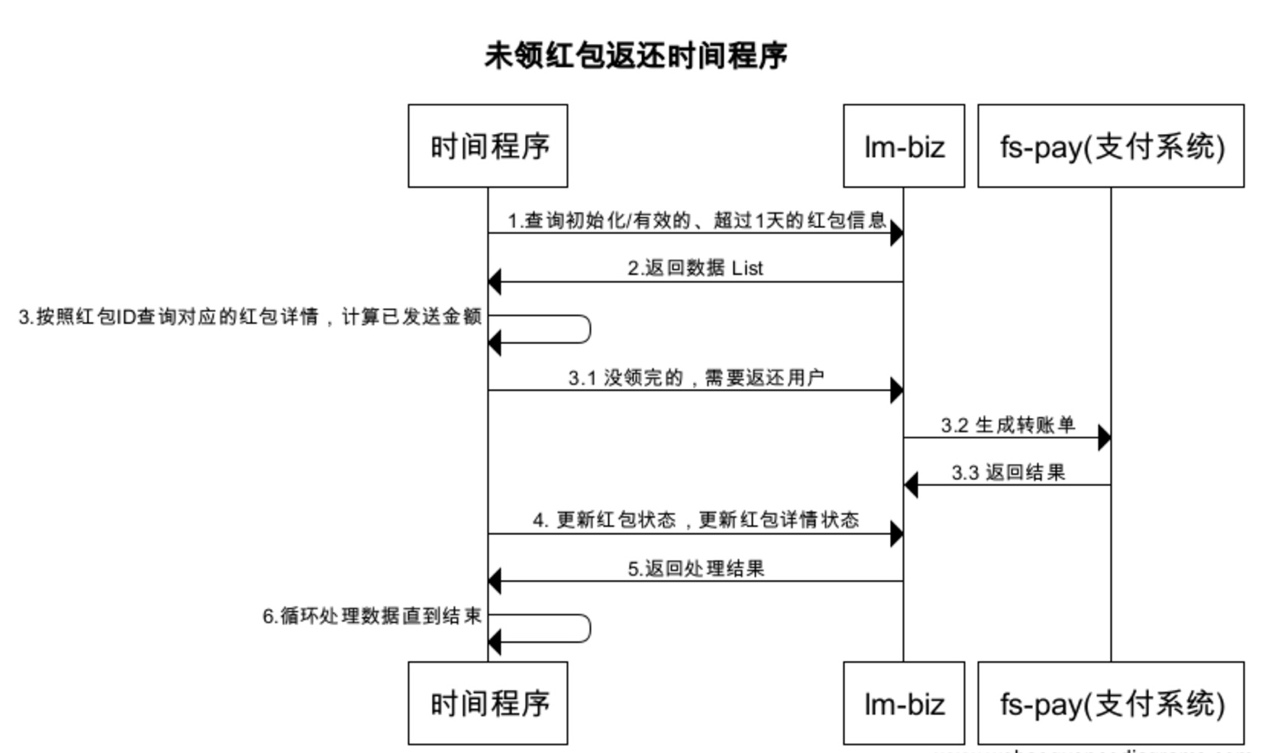 未领红包返还时间程序
时间程序
lm-biz
fs-pay(支付系统)
1.查询初始化/有效的、超过1天的红包信息
2.返回数据 List
3.按照红包ID查询对应的红包详情，计算已发送金额
3.1 没领完的，需要返还用户
3.2 生成转账单
3.3 返回结果
4. 更新红包状态，更新红包详情状态
5.返回处理结果
6.循环处理数据直到结束
时间程序
lm-biz
fs-pay(支付系统)